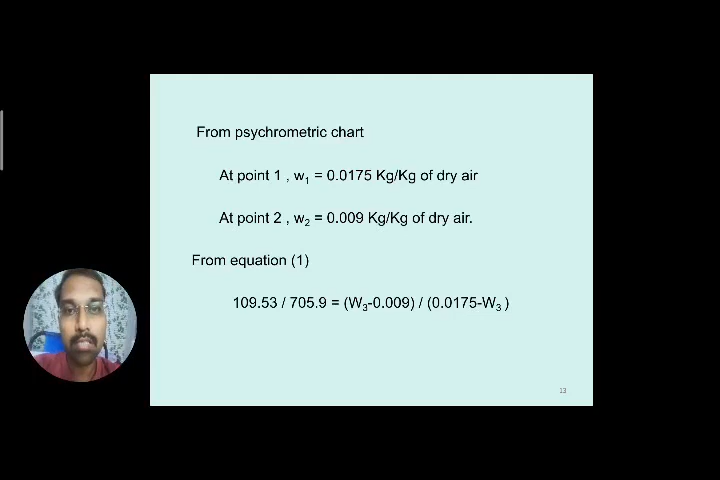 From psychrometric chart
At point 1 , w₁ = 0.0175 Kg/Kg of dry air
At point 2 , w₂ = 0.009 Kg/Kg of dry air.
From equation (1)
109.53 / 705.9 = (W₃-0.009) / (0.0175-W₃ )
13